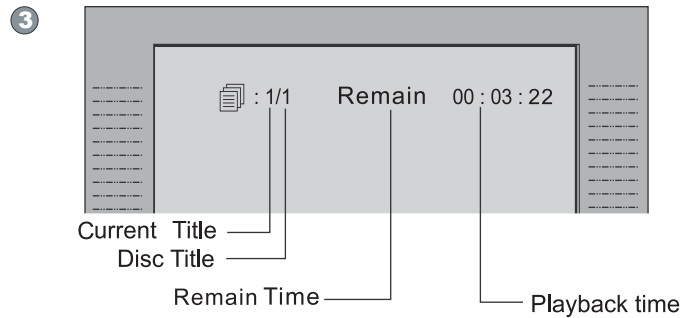 3
: 1/1 Remain 00 : 03 : 22
Current Title
Disc Title
Remain Time
Playback time